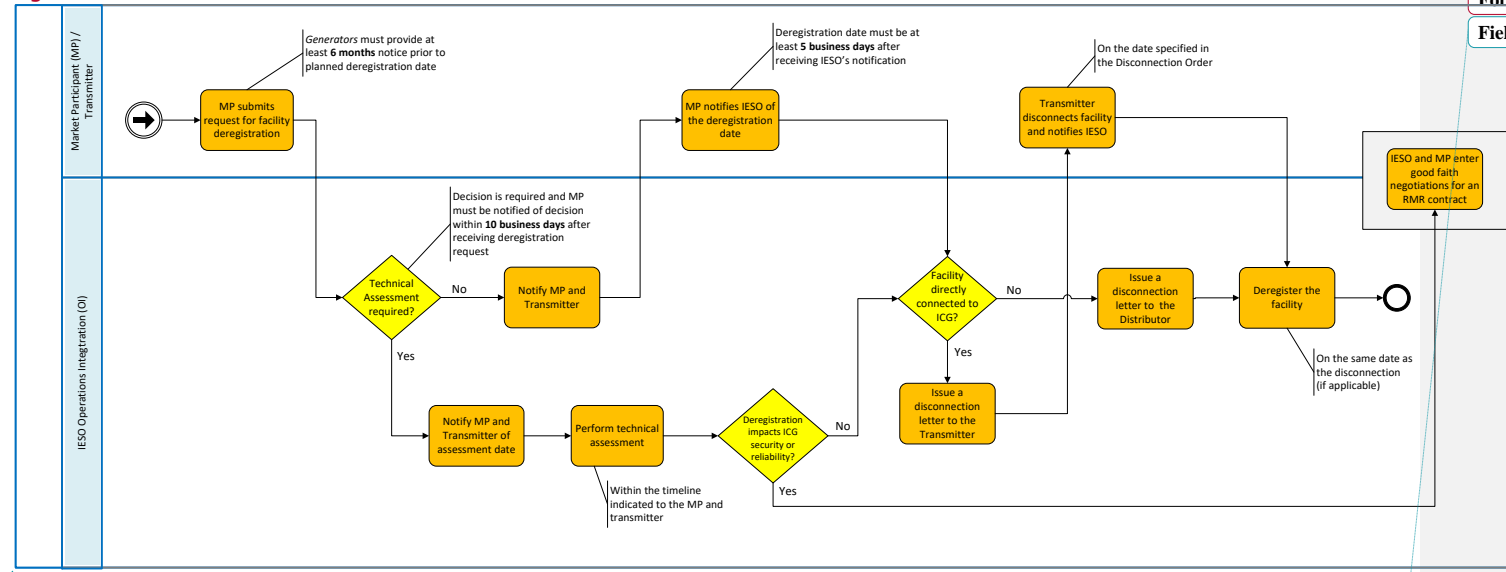 Market Participant (MP) /
Transmitter
Generators must provide at
least 6 months notice prior to
planned deregistration date
MP submits
request for facility
deregistration
Deregistration date must be at
least 5 business days after
receiving IESO's notification
MP notifies IESO of
the deregistration
date
On the date specified in
the Disconnection Order
Transmitter
disconnects facility
and notifies IESO
Fiel
IESO and MP enter
good faith
negotiations for an
RMR contract
IESO Operations Integtration (OI)
Decision is required and MP
must be notified of decision
within 10 business days after
receiving deregistration
request
Technical
Assessment
required?
No
Notify MP and
Transmitter
Yes
Notify MP and
Transmitter of
assessment date
Perform technical
assessment
Within the timeline
indicated to the MP and
transmitter
Deregistration
impacts ICG
security or
reliability?
No
Yes
Facility
directly
connected to
ICG?
No
Yes
Issue a
disconnection
letter to the
Transmitter
Issue a
disconnection
letter to  the
Distributor
Deregister the
facility
On the same date as
the disconnection
(if applicable)